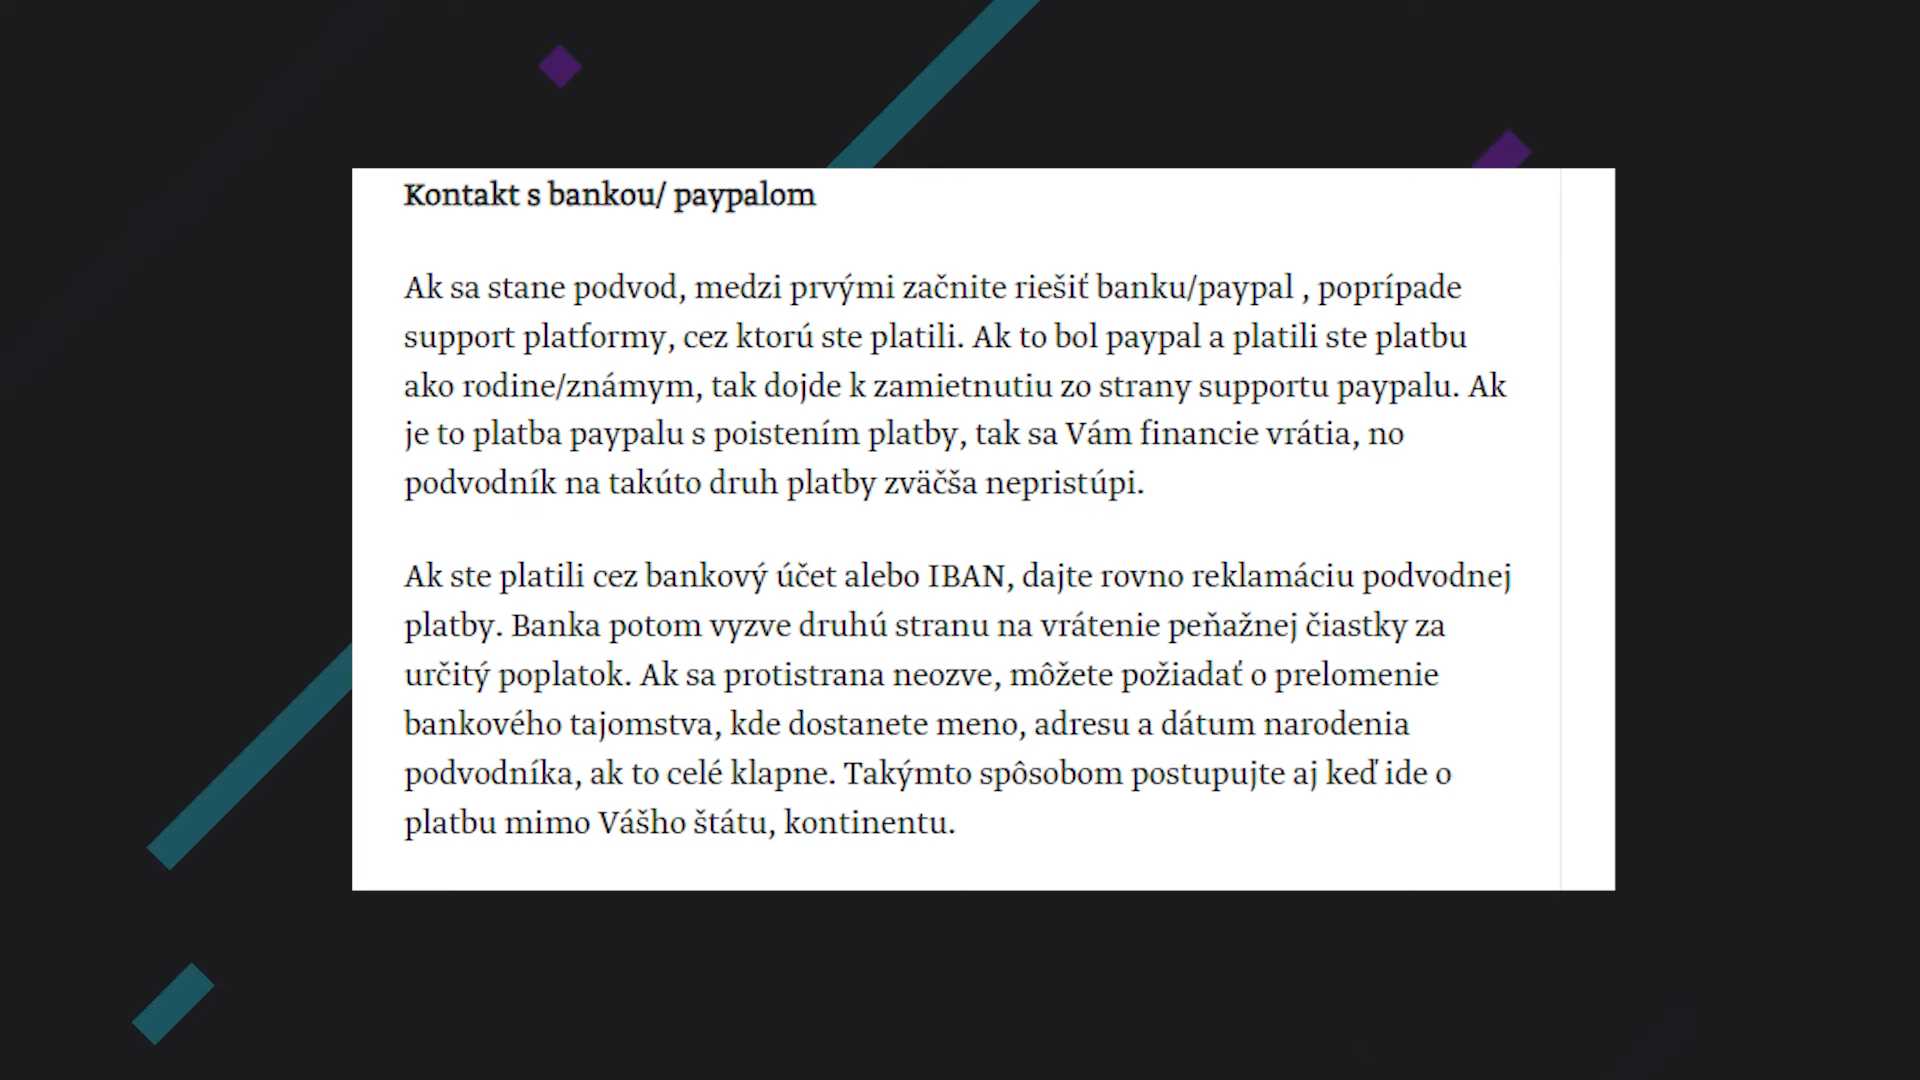 Kontakt s bankou/ paypalom
Ak sa stane podvod, medzi prvými začnite riešiť banku/paypal , poprípade
support platformy, cez ktorú ste platili. Ak to bol paypal a platili ste platbu
ako rodine/známym, tak dojde k zamietnutiu zo strany supportu paypalu. Ak
je to platba paypalu s poistením platby, tak sa Vám financie vrátia, no
podvodník na takúto druh platby zväčša nepristúpi.
Ak ste platili cez bankový účet alebo IBAN, dajte rovno reklamáciu podvodnej
platby. Banka potom vyzve druhú stranu na vrátenie peňažnej čiastky za
určitý poplatok. Ak sa protistrana neozve, môžete požiadať o prelomenie
bankového tajomstva, kde dostanete meno, adresu a dátum narodenia
podvodníka, ak to celé klapne. Takýmto spôsobom postupujte aj keď ide o
platbu mimo Vášho štátu, kontinentu.